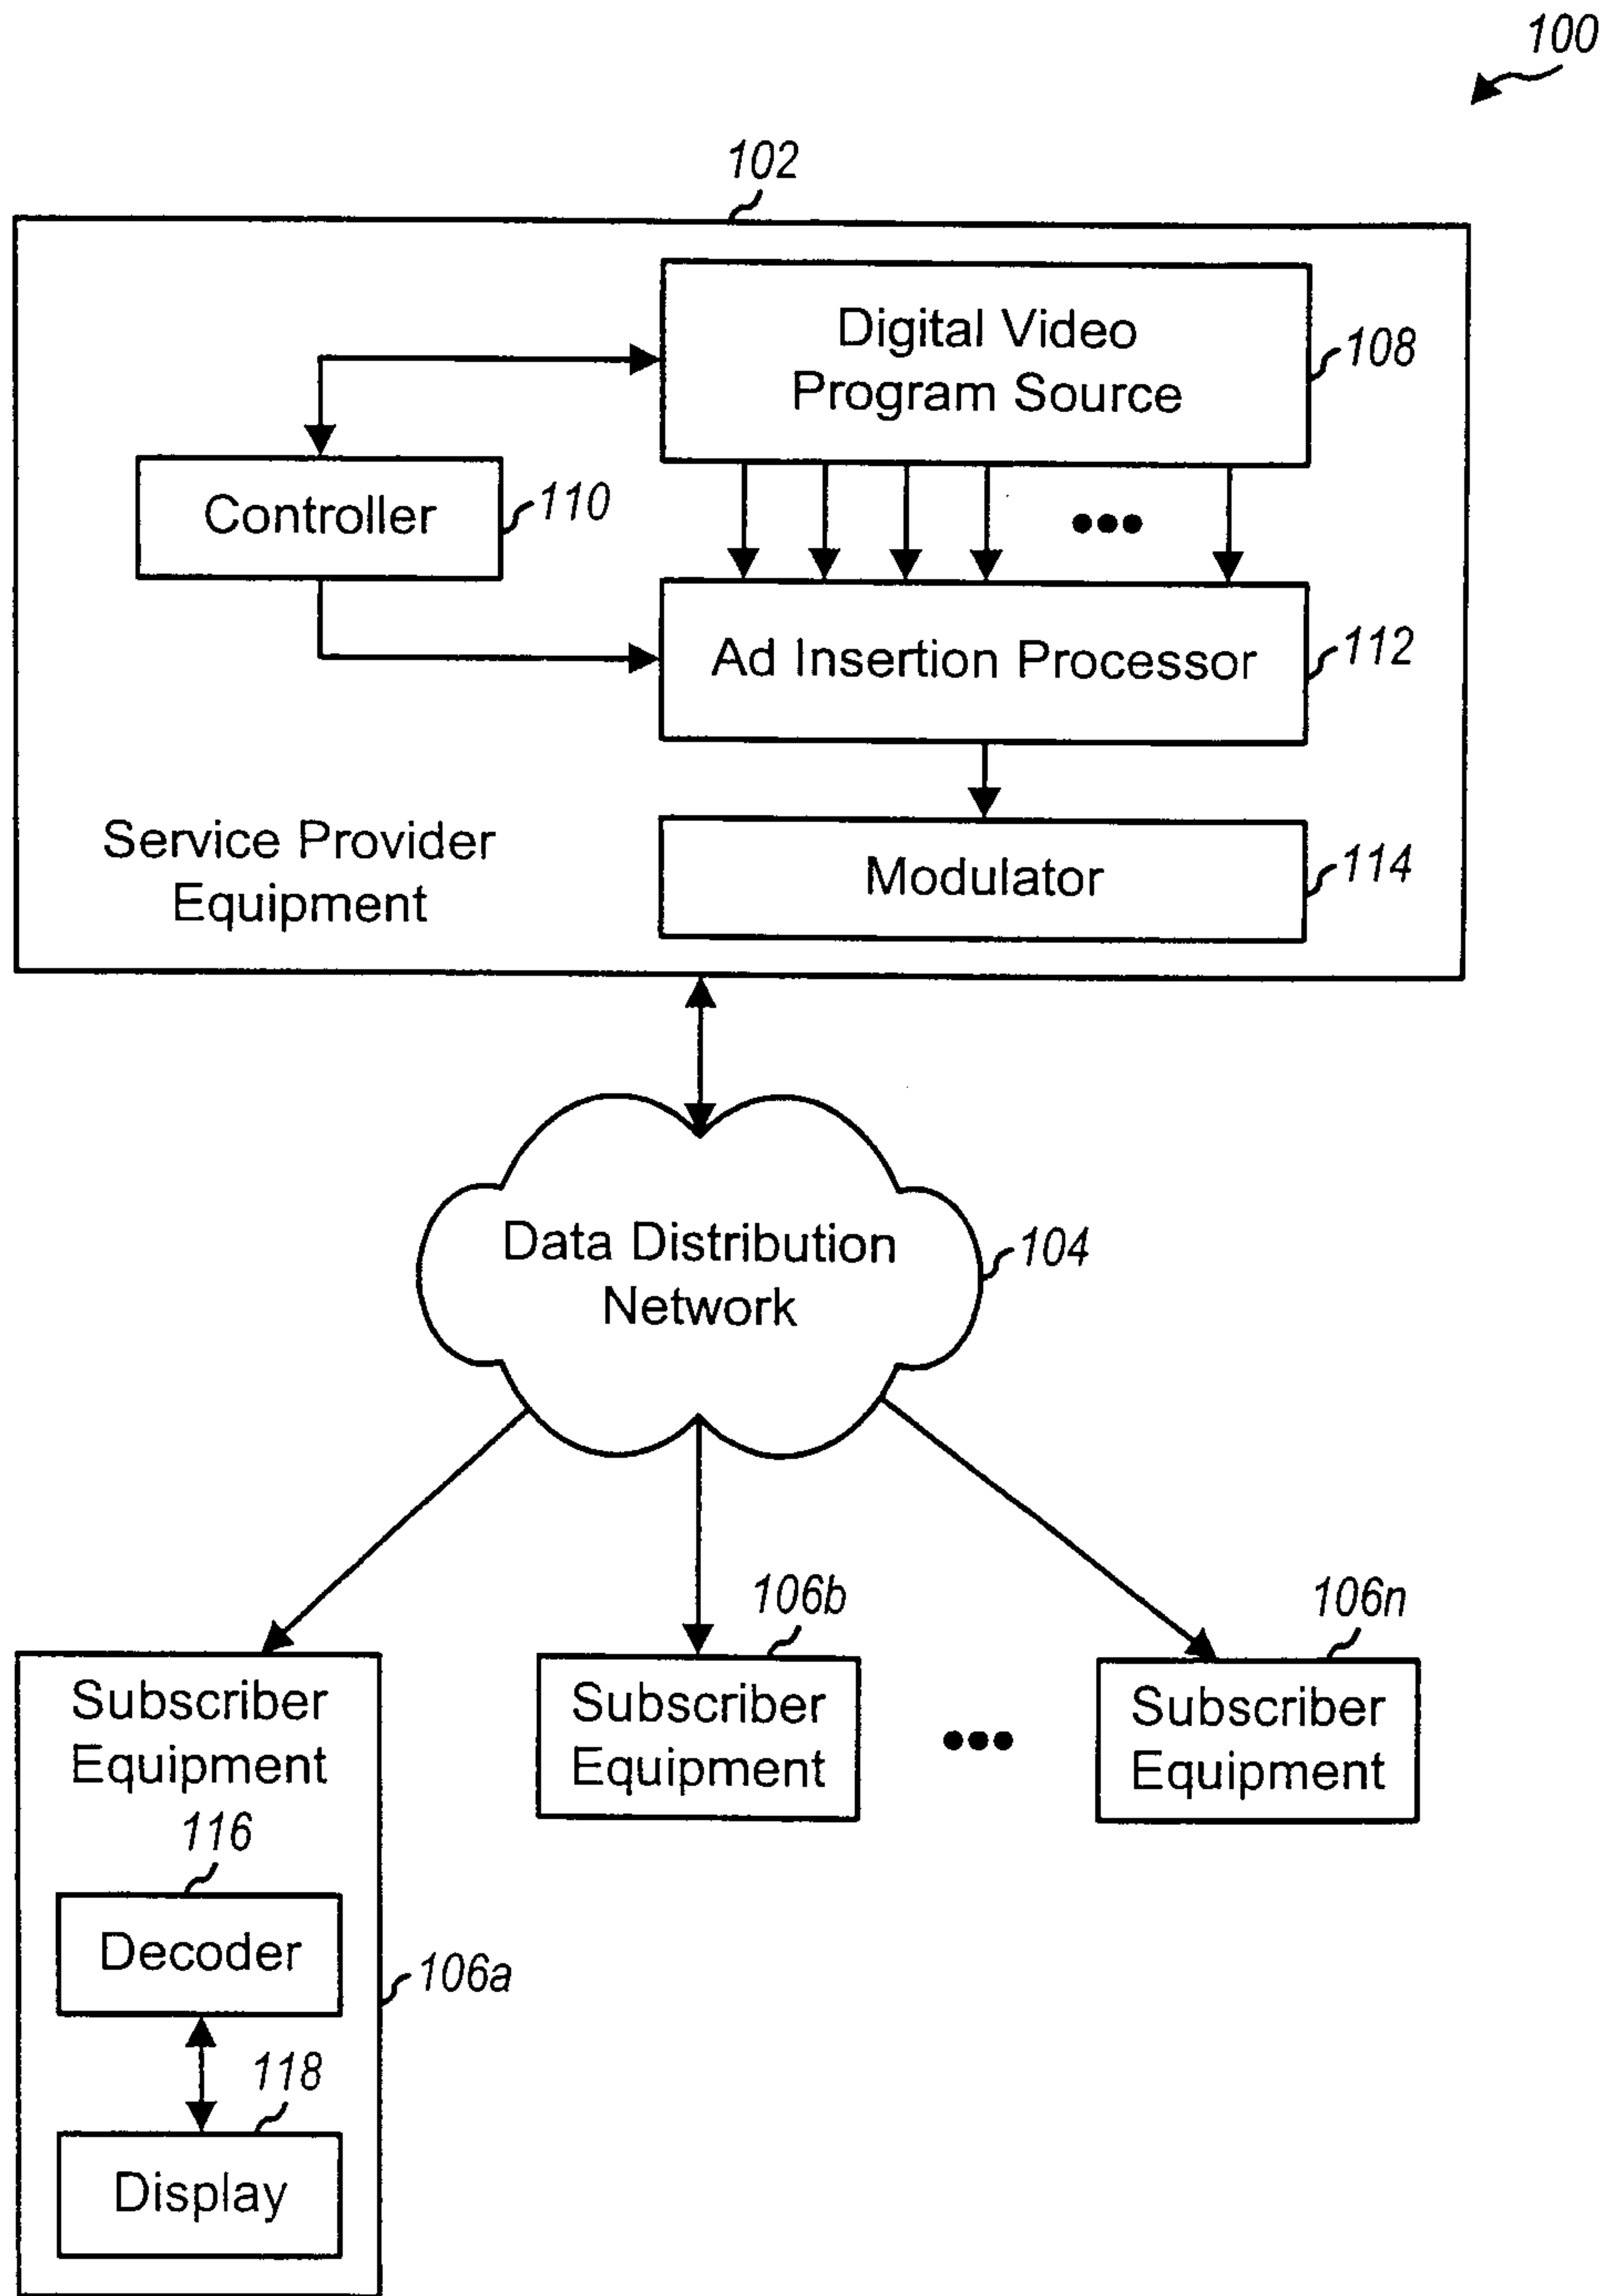 100
102
Digital Video
Program Source
108
Controller
110
Ad Insertion Processor
112
Service Provider
Equipment
Modulator
114
Data Distribution
Network
104
Subscriber
Equipment
116
Decoder
118
Display
106a
106b
Subscriber
Equipment
106n
Subscriber
Equipment